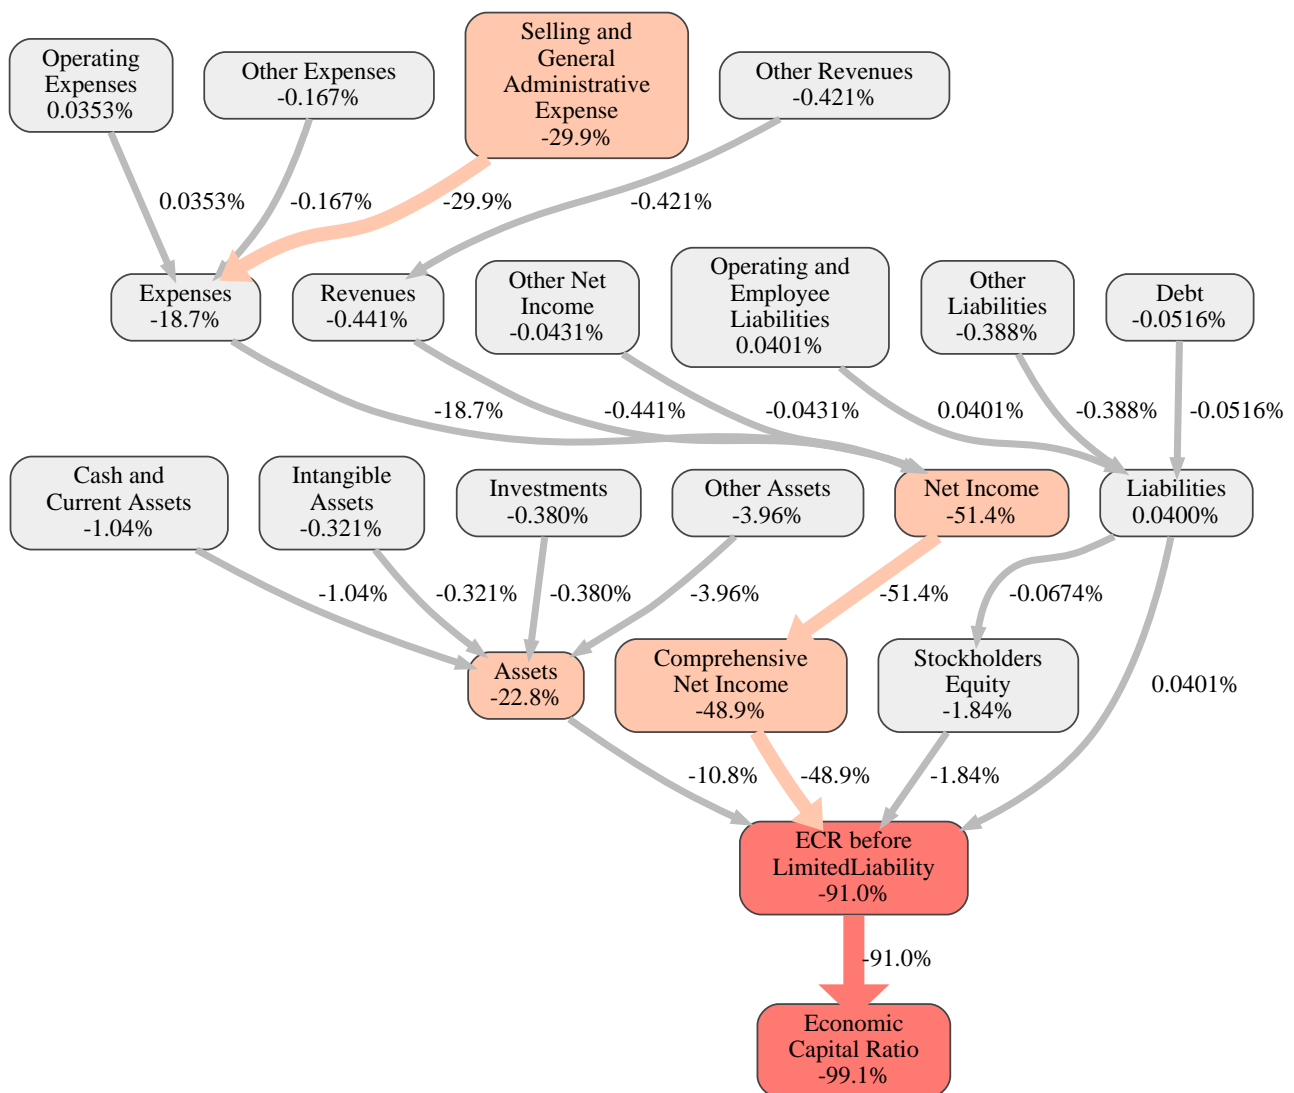 Operating
Expenses
0.0353%
Other Expenses
-0.167%
Selling and
General
Administrative
Expense
-29.9%
Other Revenues
-0.421%
0.0353%
-0.167%
-29.9%
-0.421%
Expenses
-18.7%
Revenues
-0.441%
Other Net
Income
-0.0431%
Operating and
Employee
Liabilities
0.0401%
Other
Liabilities
-0.388%
Debt
-0.0516%
-18.7%
-0.441%
-0.0431%
0.0401%
-0.388%
-0.0516%
Cash and
Current Assets
-1.04%
Intangible
Assets
-0.321%
Investments
-0.380%
Other Assets
-3.96%
Net Income
-51.4%
Liabilities
0.0400%
-1.04%
-0.321%
-0.380%
-3.96%
-51.4%
-0.0674%
Assets
-22.8%
Comprehensive
Net Income
-48.9%
Stockholders
Equity
-1.84%
0.0401%
-10.8%
-48.9%
-1.84%
ECR before
LimitedLiability
-91.0%
-91.0%
Economic
Capital Ratio
-99.1%